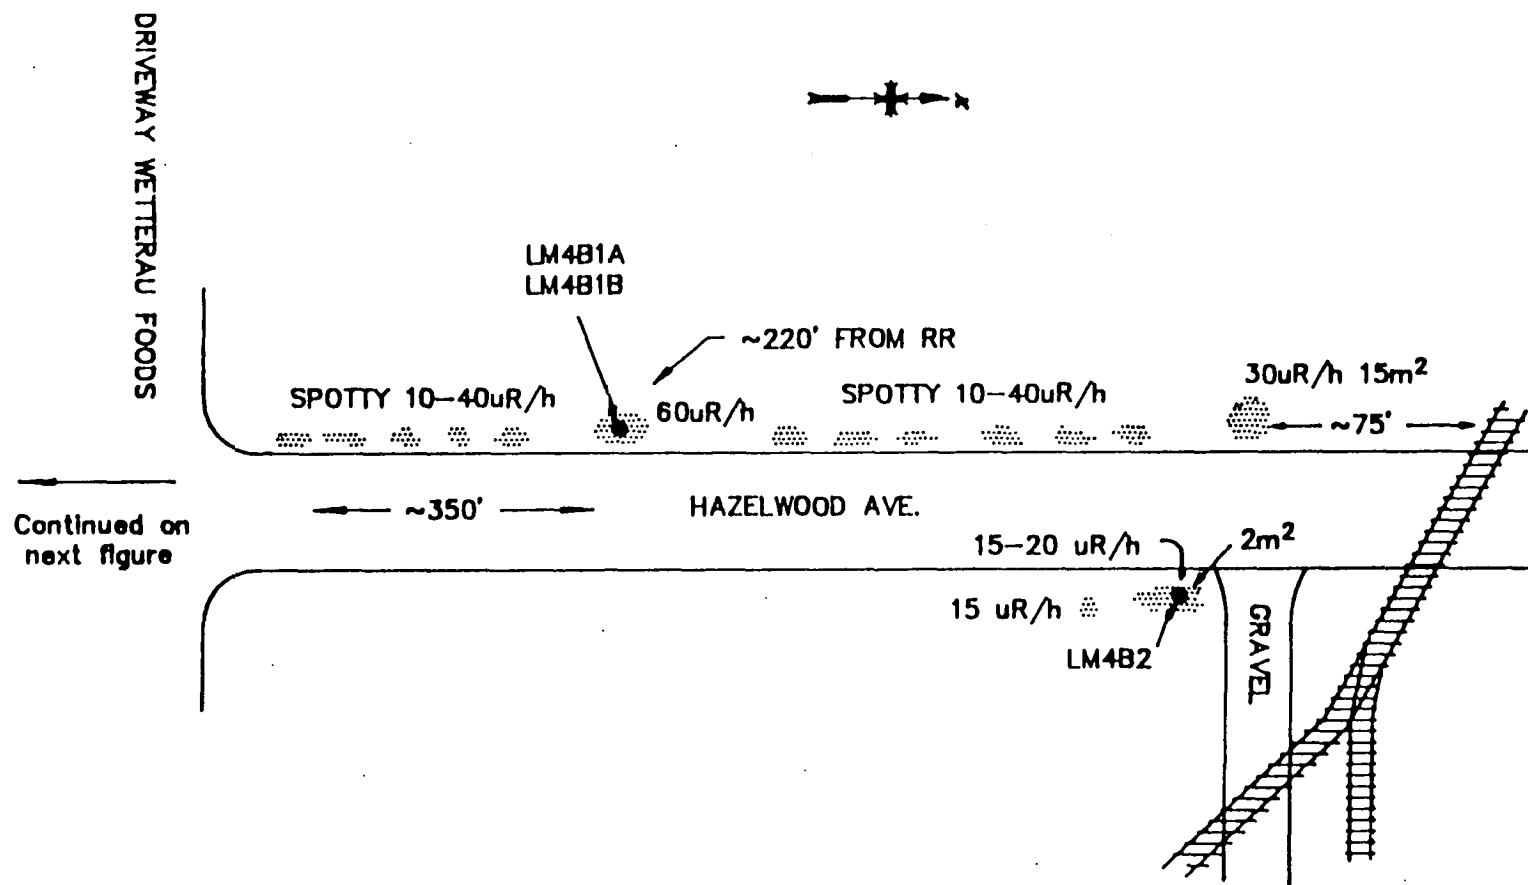 DRIVEWAY WETTERAU FOODS
LM4B1A
LM4B1B
~220' FROM RR
SPOTTY 10-40uR/h
60uR/h
SPOTTY 10-40uR/h
30uR/h 15m²
~75'
~350'
HAZELWOOD AVE.
Continued on
next figure
15-20 uR/h
2m²
15 uR/h
LM4B2
GRAVEL